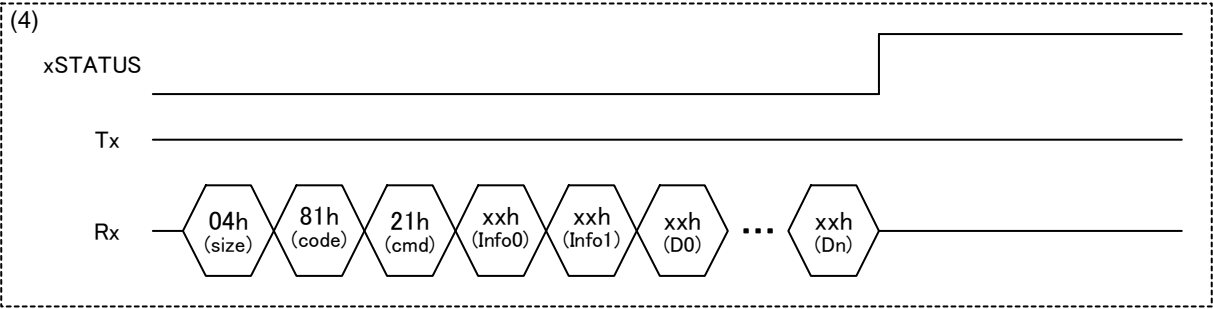 (4)
xSTATUS
Tx
Rx
04h
(size)
81h
(code)
21h
(cmd)
xxh
(Info0)
xxh
(Info1)
xxh
(D0)
...
xxh
(Dn)